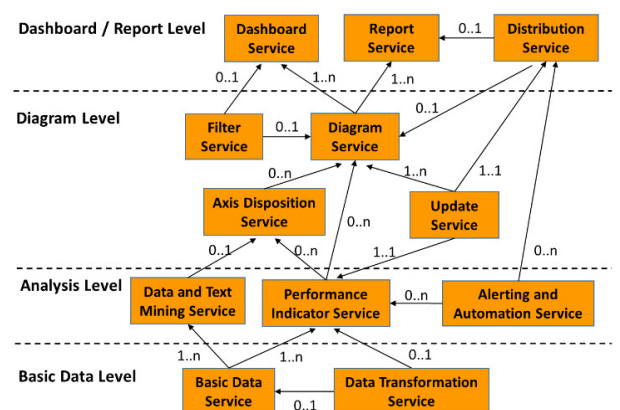 Dashboard / Report Level
Dashboard
Service
Report
Service
0..1
Distribution
Service
0..1
1..n
1..n
0..1
Diagram Level
Filter
Service
0..1
Diagram
Service
0..n
1..n
1..1
Axis Disposition
Service
0..n
Update
Service
0..1
0..n
1..1
0..n
Analysis Level
Data and Text
Mining Service
Performance
Indicator Service
0..n
Alerting and
Automation Service
1..n
1..n
0..1
Basic Data Level
Basic Data
Service
0..1
Data Transformation
Service